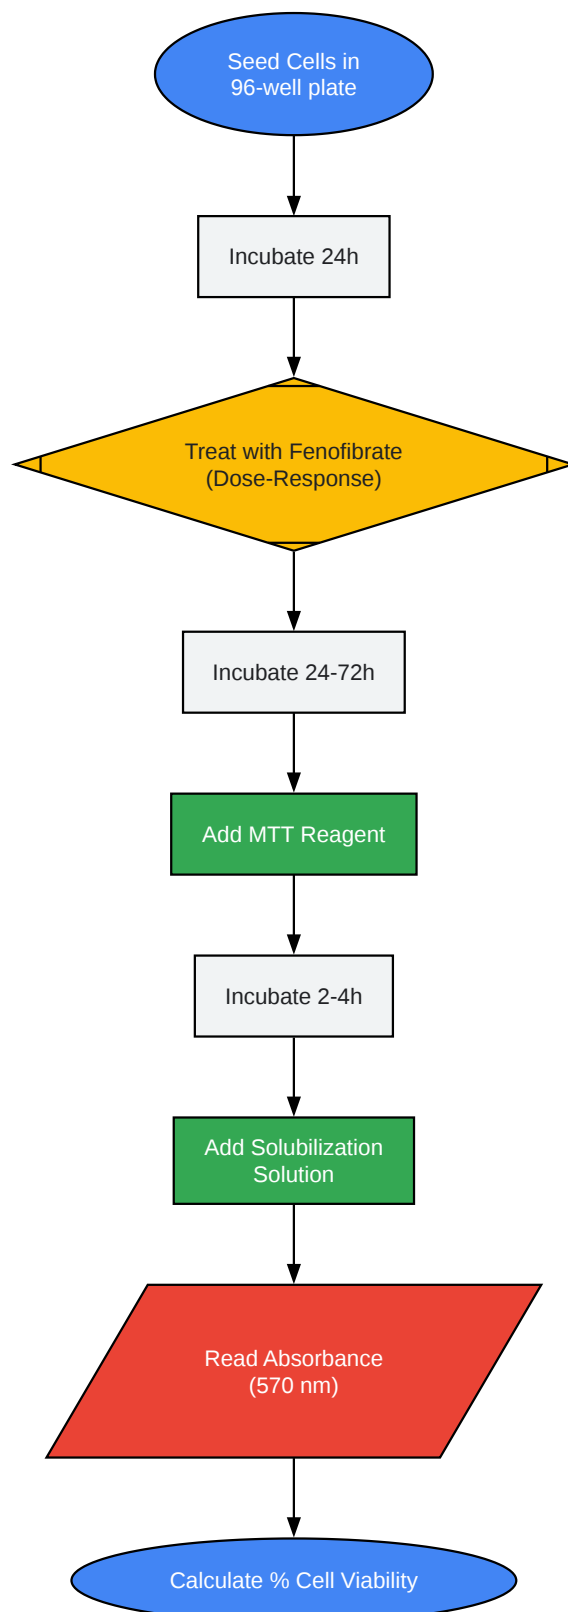 Seed Cells in
96-well plate
Incubate 24h
Treat with Fenofibrate
(Dose-Response)
Incubate 24-72h
Add MTT Reagent
Incubate 2-4h
Add Solubilization
Solution
Read Absorbance
(570 nm)
Calculate % Cell Viability